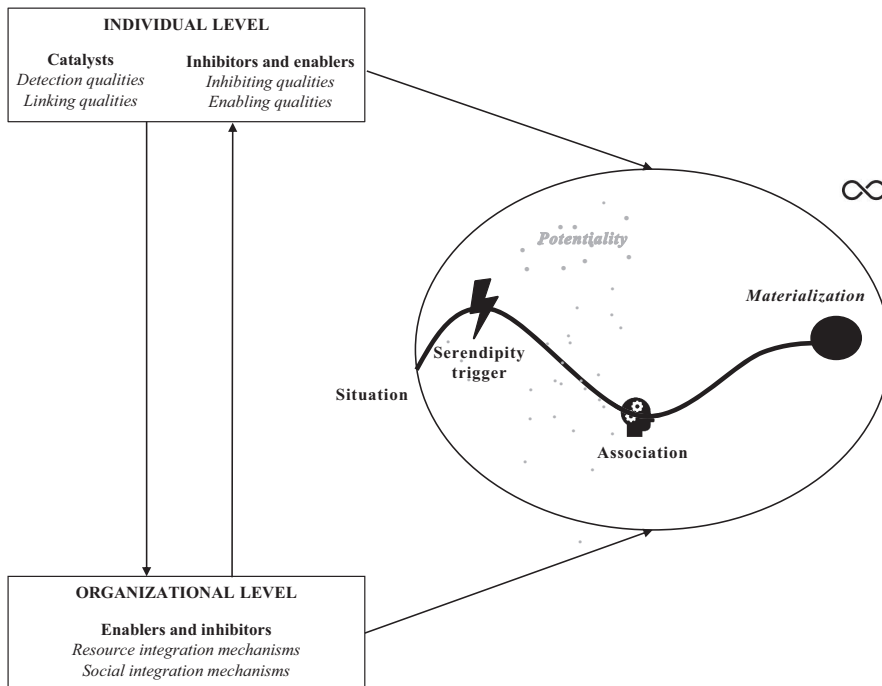 INDIVIDUAL LEVEL
Catalysts
Detection qualities
Linking qualities
Inhibitors and enablers
Inhibiting qualities
Enabling qualities
∞
Potentiality
Materialization
Serendipity
trigger
Situation
Association
ORGANIZATIONAL LEVEL
Enablers and inhibitors
Resource integration mechanisms
Social integration mechanisms